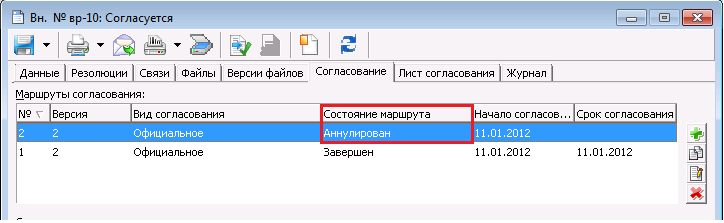 Вн. № вр-10: Согласуется
Данные Резолюции Связи Файлы Версии файлов Согласование Лист согласования Журнал
Маршруты согласования:
№ Версия Вид согласования Состояние маршрута Начало согласов... Срок согласования
2 2 Официальное Аннулирован 11.01.2012
1 2 Официальное Завершен 11.01.2012 11.01.2012